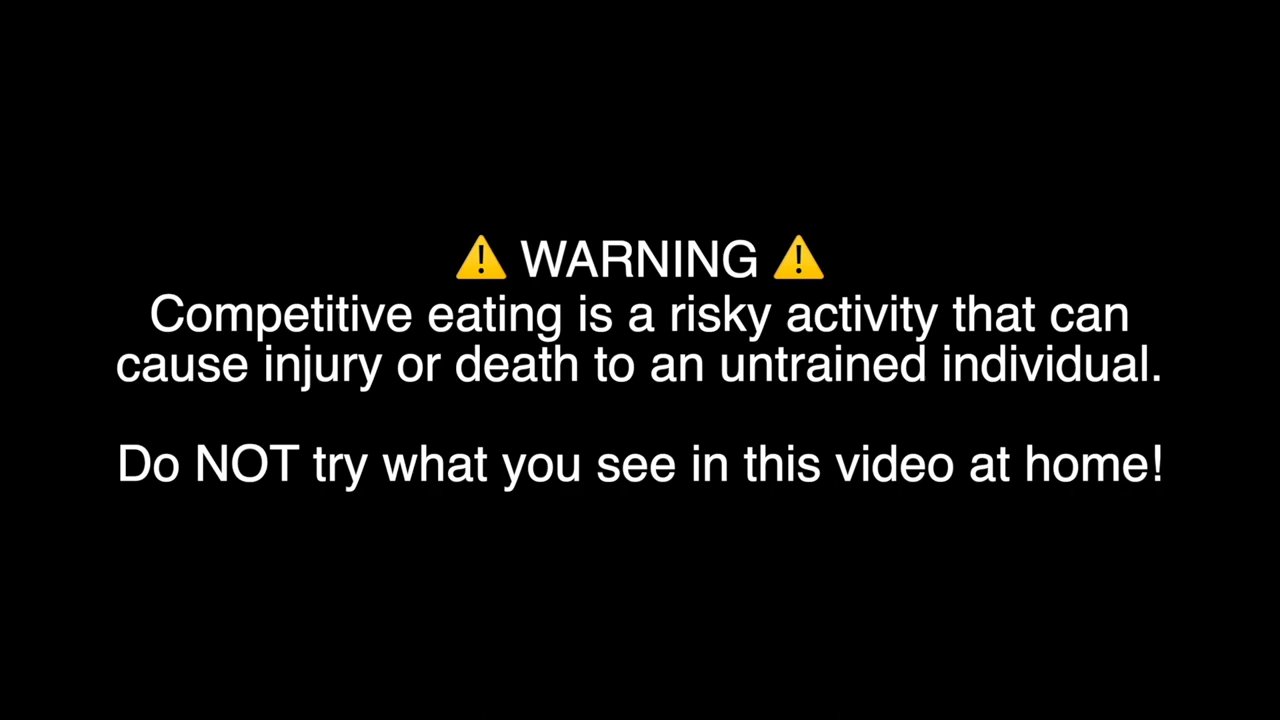 ⚠️ WARNING ⚠️
Competitive eating is a risky activity that can
cause injury or death to an untrained individual.
Do NOT try what you see in this video at home!